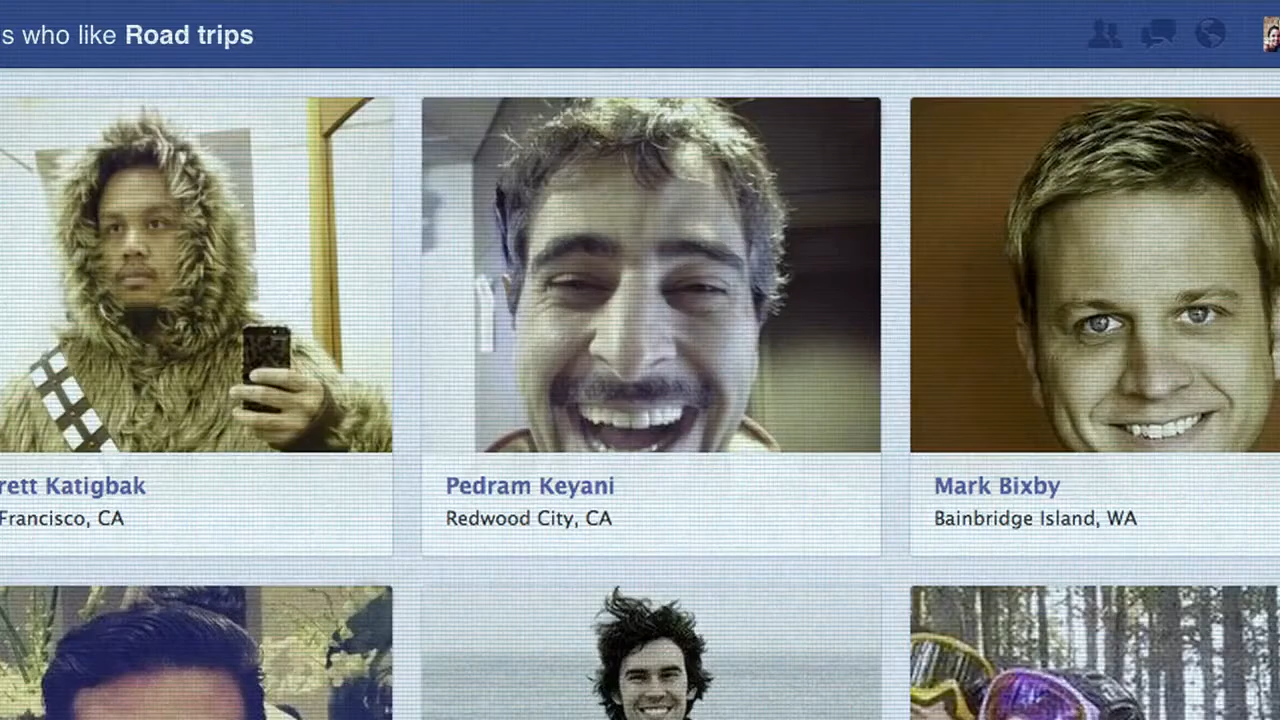 s who like Road trips
rett Katigbak
Francisco, CA
Pedram Keyani
Redwood City, CA
Mark Bixby
Bainbridge Island, WA